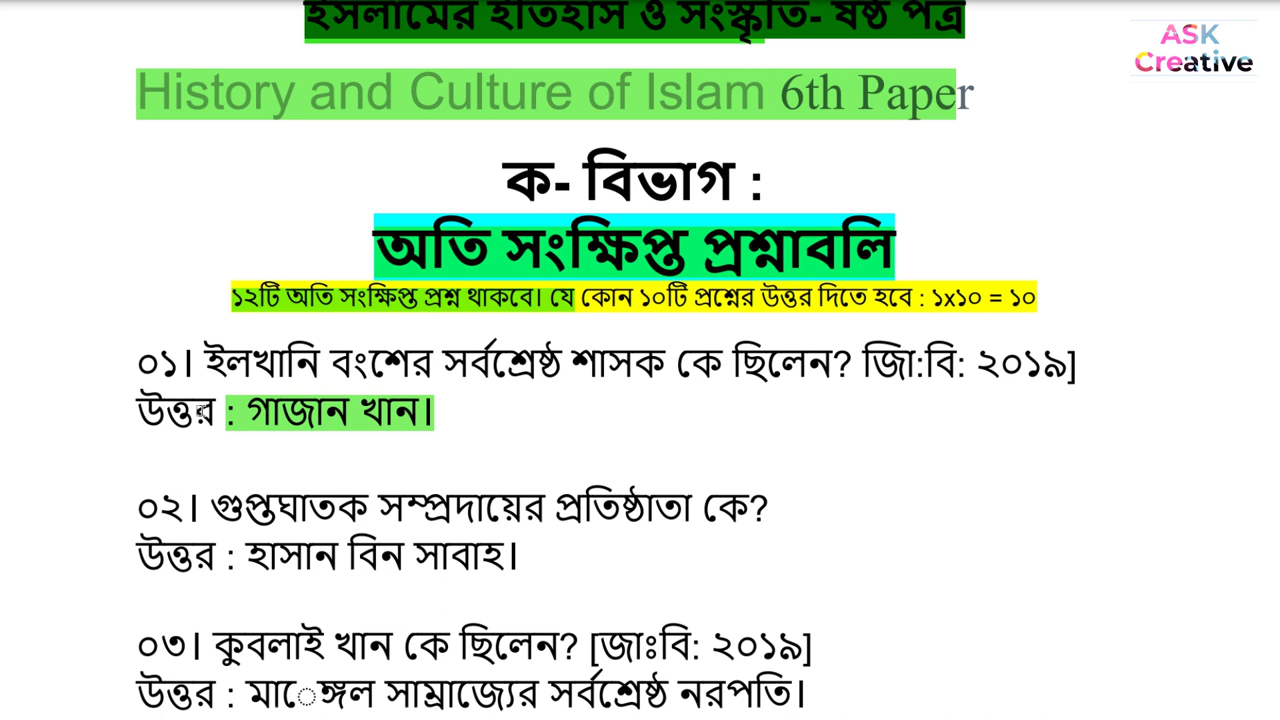 ইসলামের ইতিহাস ও সংস্কৃতি- ষষ্ঠ পত্র
ASK
Creative
History and Culture of Islam 6th Paper
ক- বিভাগ :
অতি সংক্ষিপ্ত প্রশ্নাবলি
১২টি অতি সংক্ষিপ্ত প্রশ্ন থাকবে। যে কোন ১০টি প্রশ্নের উত্তর দিতে হবে : ১x১০ = ১০
০১। ইলখানি বংশের সর্বশ্রেষ্ঠ শাসক কে ছিলেন? [জা:বি: ২০১৯]
উত্তর : গাজান খান।
০২। গুপ্তঘাতক সম্প্রদায়ের প্রতিষ্ঠাতা কে?
উত্তর : হাসান বিন সাবাহ।
০৩। কুবলাই খান কে ছিলেন? [জাঃবি: ২০১৯]
উত্তর : মা◌েঙ্গল সাম্রাজ্যের সর্বশ্রেষ্ঠ নরপতি।